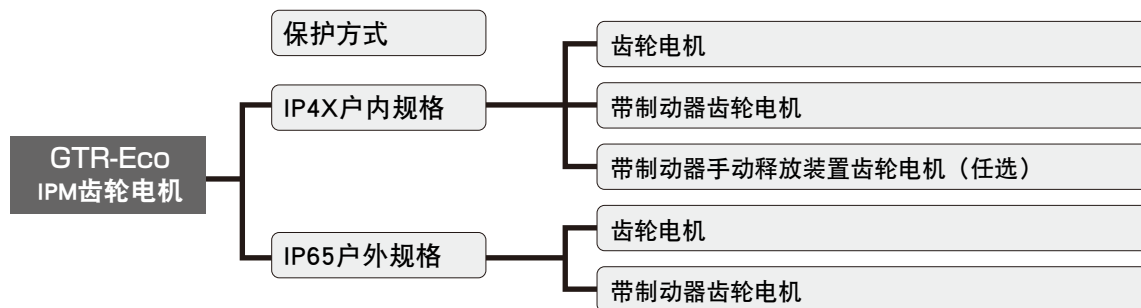 保护方式
GTR-Eco
IPM齿轮电机
IP4X户内规格
齿轮电机
带制动器齿轮电机
带制动器手动释放装置齿轮电机（任选）
IP65户外规格
齿轮电机
带制动器齿轮电机